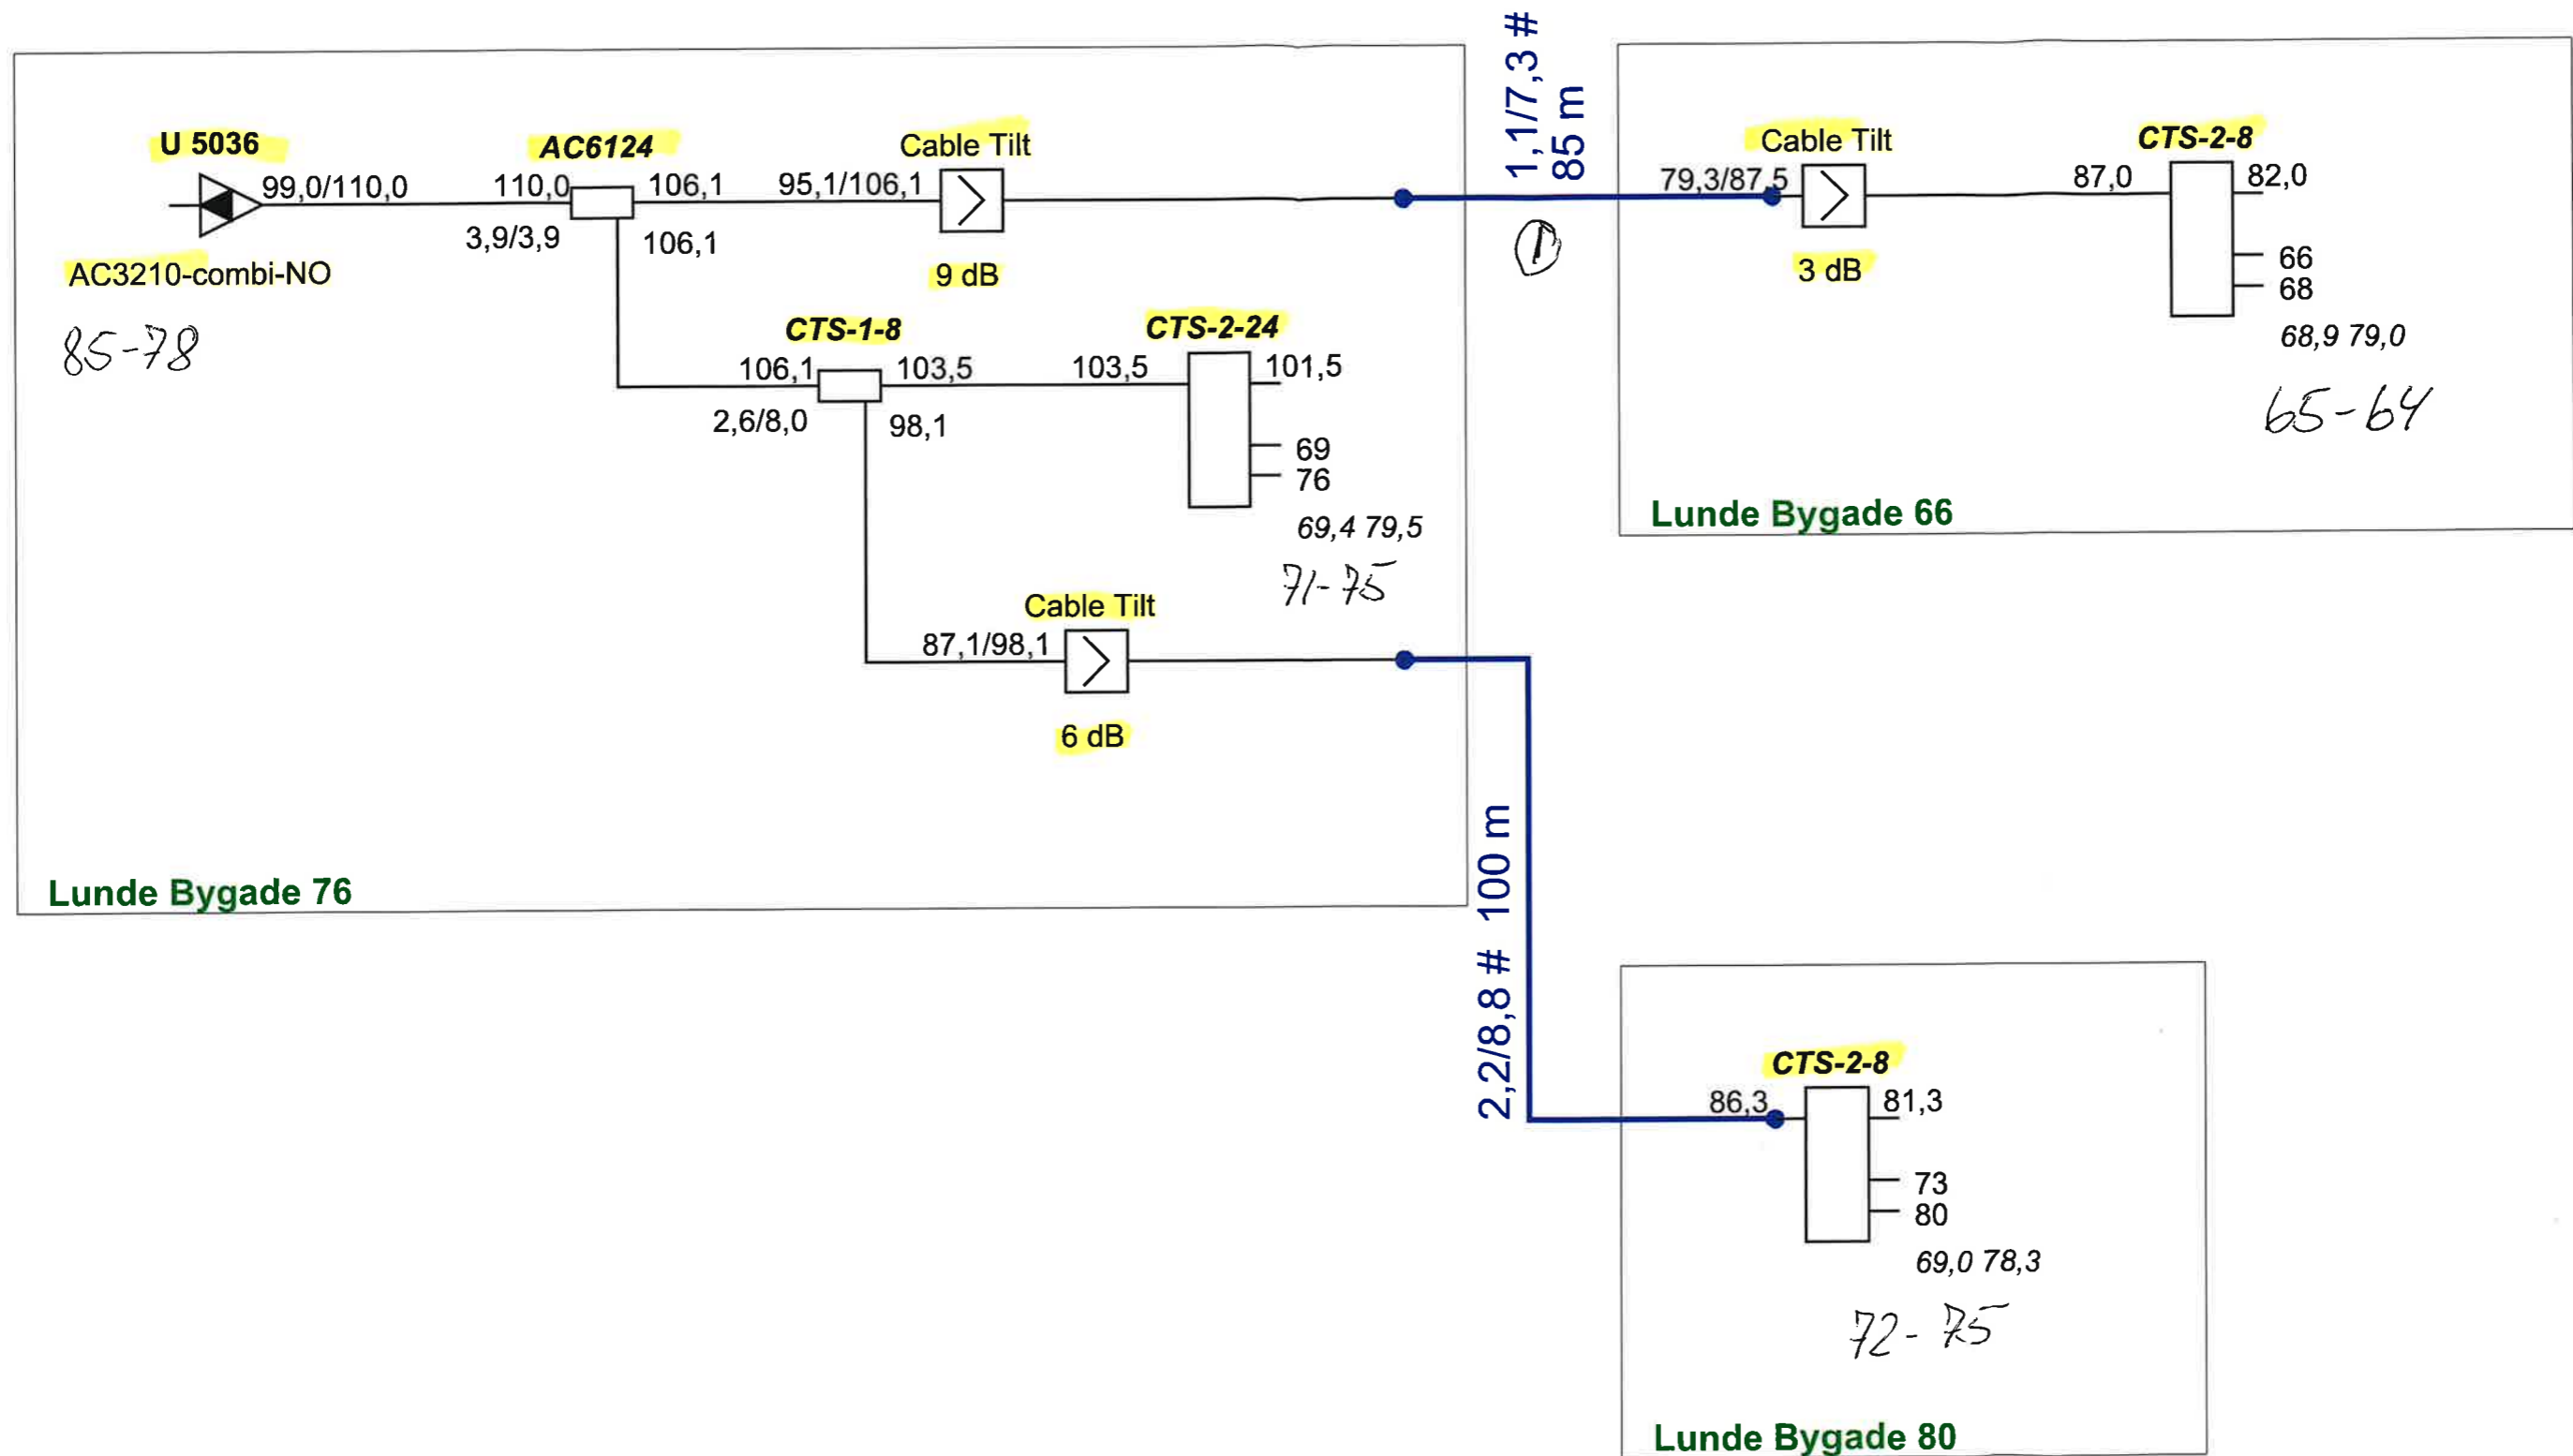 U 5036
99,0/110,0
AC3210-combi-NO
85-78
AC6124
110,0
106,1
3,9/3,9
106,1
95,1/106,1
Cable Tilt
9 dB
CTS-1-8
106,1
103,5
2,6/8,0
98,1
CTS-2-24
103,5
101,5
69
76
69,4 79,5
71-75
Cable Tilt
87,1/98,1
6 dB
Lunde Bygade 76
1,1/7,3 #
85 m
1
79,3/87,5
Cable Tilt
3 dB
CTS-2-8
87,0
82,0
66
68
68,9 79,0
65-64
Lunde Bygade 66
2,2/8,8 # 100 m
CTS-2-8
86,3
81,3
73
80
69,0 78,3
72-75
Lunde Bygade 80